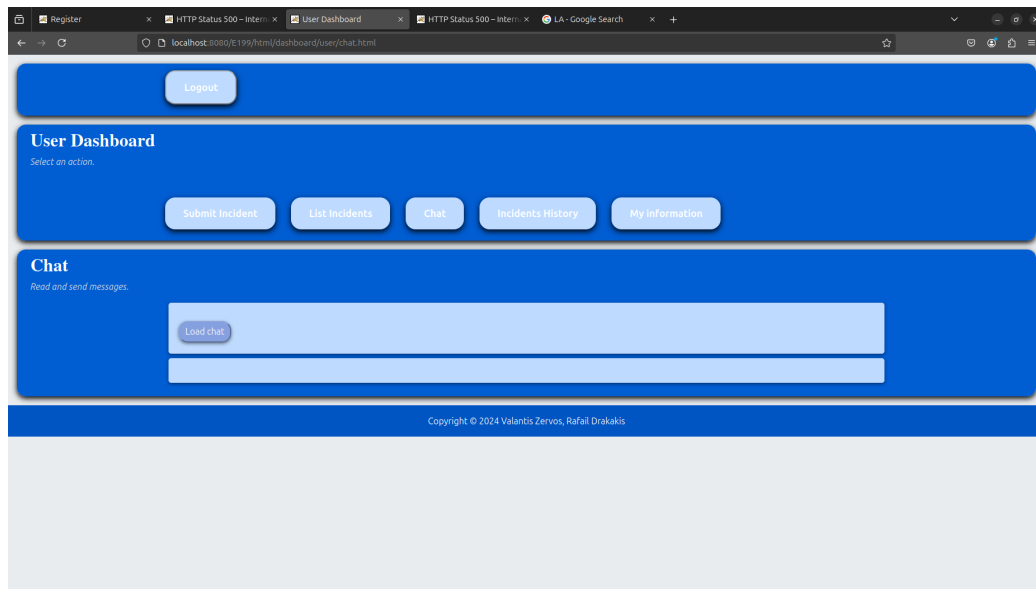 Register
HTTP Status 500 – Intern
User Dashboard
HTTP Status 500 – Intern
LA - Google Search
localhost:8080/E199/html/dashboard/user/chat.html
Logout
User Dashboard
Select an action.
Submit Incident
List Incidents
Chat
Incidents History
My information
Chat
Read and send messages.
Load chat
Copyright © 2024 Valantis Zervos, Rafail Drakakis